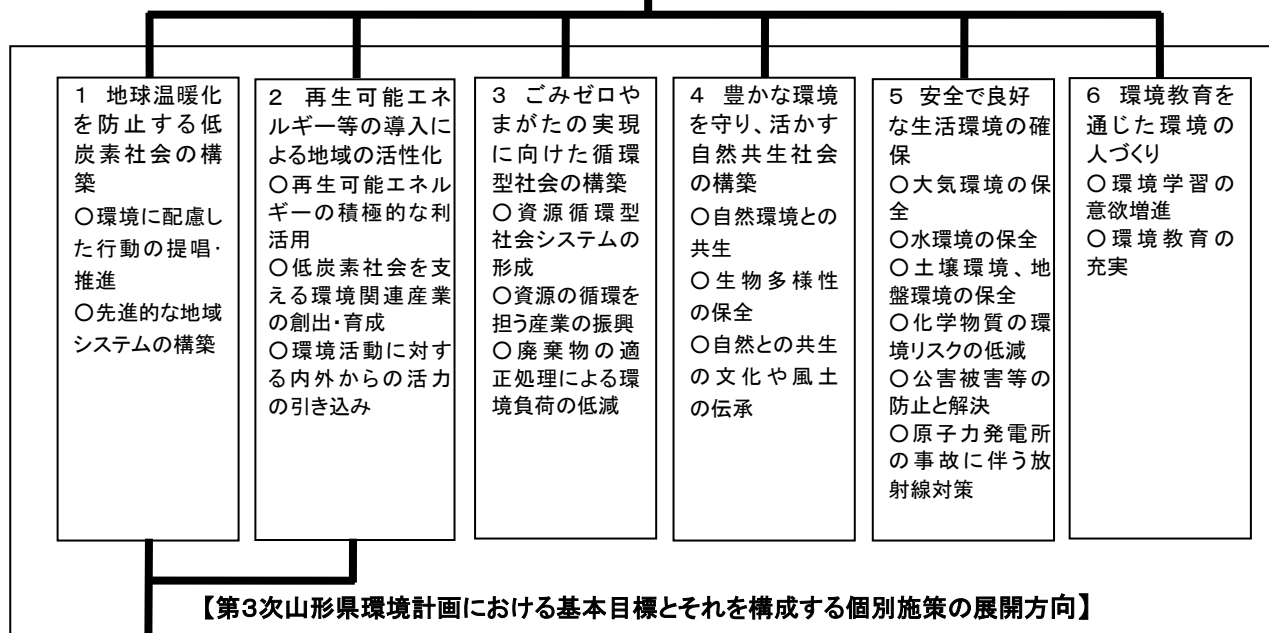 1 地球温暖化
を防止する低
炭素社会の構
築
○環境に配慮し
た行動の提唱・
推進
○先進的な地域
システムの構築
2 再生可能エネ
ルギー等の導入に
よる地域の活性化
○再生可能エネル
ギーの積極的な利
活用
○低炭素社会を支
える環境関連産業
の創出・育成
○環境活動に対す
る内外からの活力
の引き込み
3 ごみゼロや
まがたの実現
に向けた循環
型社会の構築
○資源循環型
社会システムの
形成
○資源の循環を
担う産業の振興
○廃棄物の適
正処理による環
境負荷の低減
4 豊かな環境
を守り、活かす
自然共生社会
の構築
○自然環境との
共生
○生物多様性
の保全
○自然との共生
の文化や風土
の伝承
5 安全で良好
な生活環境の確
保
○大気環境の保
全
○水環境の保全
○土壌環境、地
盤環境の保全
○化学物質の環
境リスクの低減
○公害被害等の
防止と解決
○原子力発電所
の事故に伴う放
射線対策
6 環境教育を
通じた環境の
人づくり
○環境学習の
意欲増進
○環境教育の
充実
【第3次山形県環境計画における基本目標とそれを構成する個別施策の展開方向】